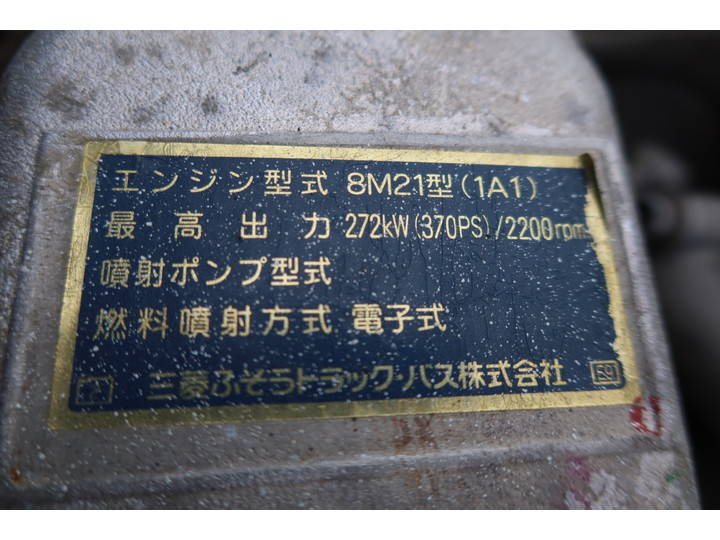 エンジン型式 8M21型(1A1)
最高出力 272kW(370PS)/2200rpm
噴射ポンプ型式
燃料噴射方式 電子式
三菱ふそうトラック・バス株式会社